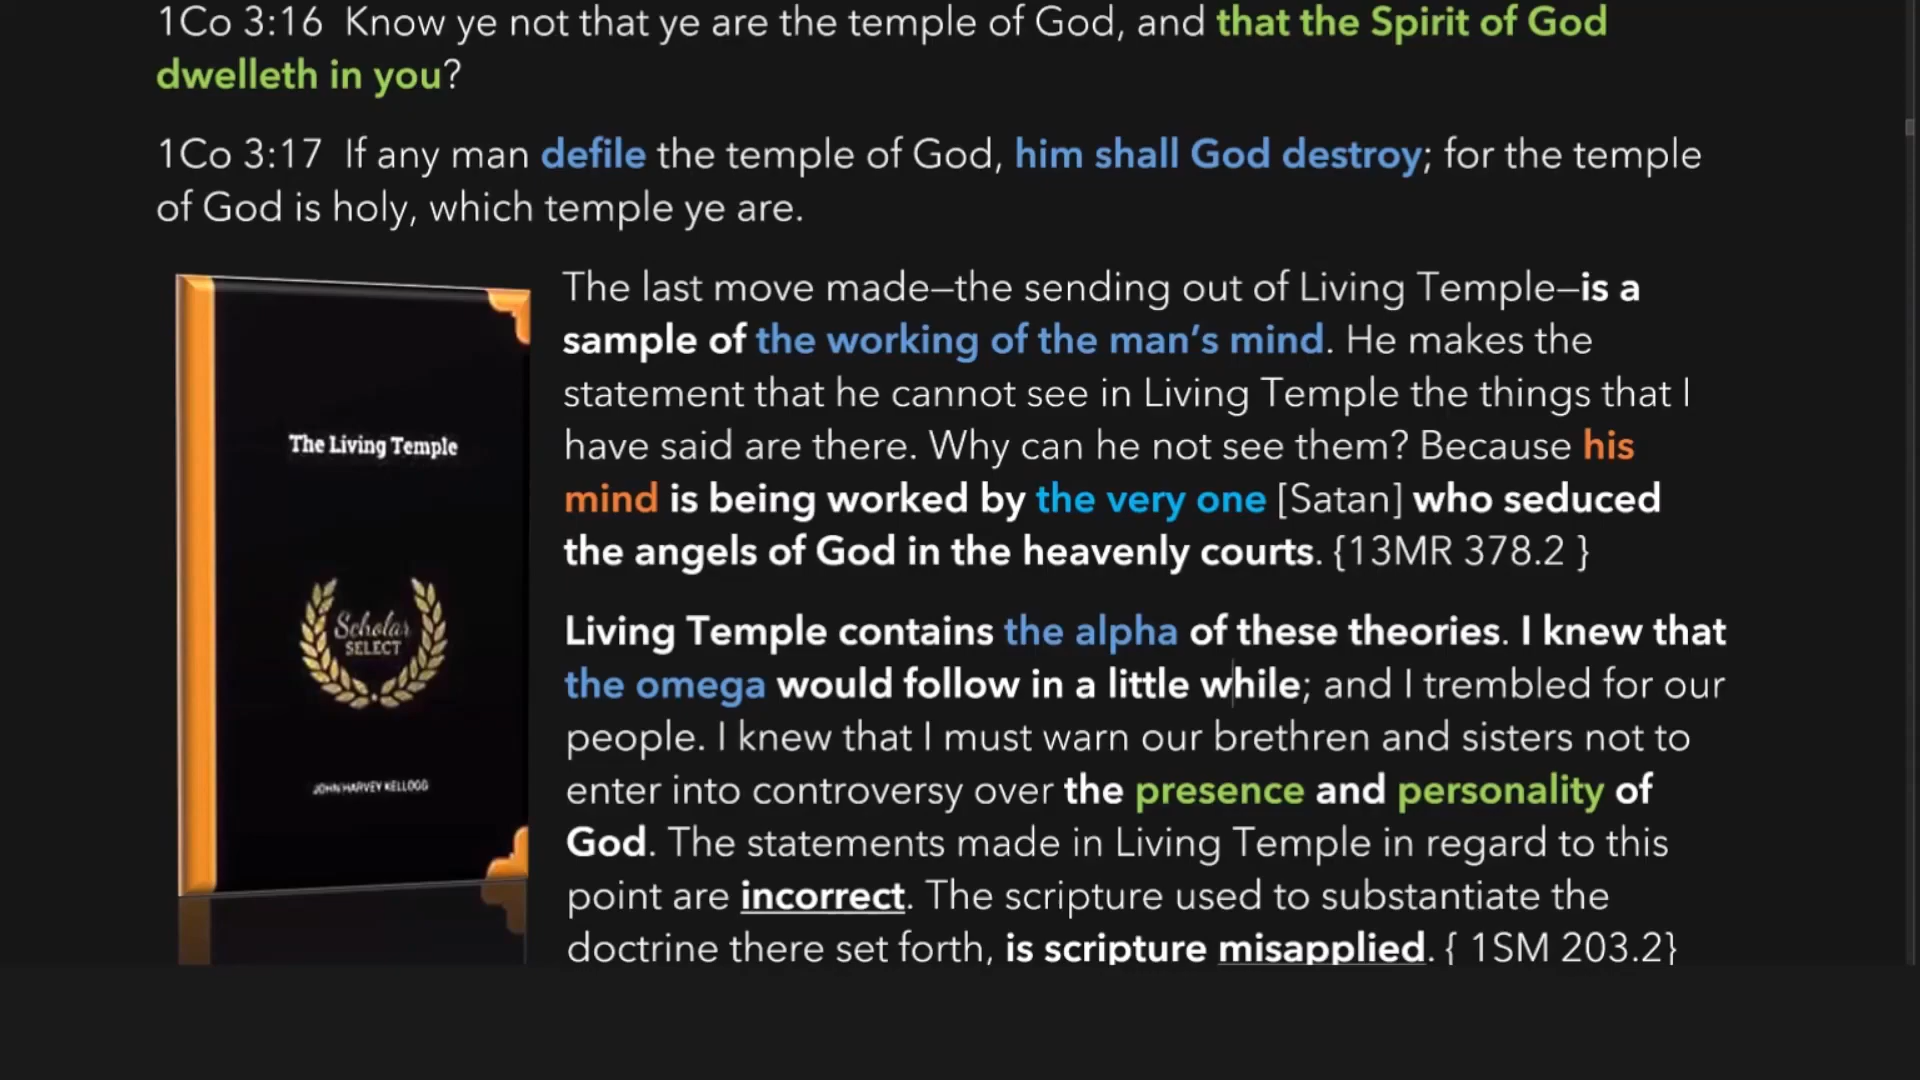 1Co 3:16 Know ye not that ye are the temple of God, and that the Spirit of God
dwelleth in you?
1Co 3:17 If any man defile the temple of God, him shall God destroy; for the temple
of God is holy, which temple ye are.
The Living Temple
Scholar
SELECT
JOHN HARVEY KELLOGG
The last move made—the sending out of Living Temple—is a
sample of the working of the man’s mind. He makes the
statement that he cannot see in Living Temple the things that I
have said are there. Why can he not see them? Because his
mind is being worked by the very one [Satan] who seduced
the angels of God in the heavenly courts. {13MR 378.2 }
Living Temple contains the alpha of these theories. I knew that
the omega would follow in a little while; and I trembled for our
people. I knew that I must warn our brethren and sisters not to
enter into controversy over the presence and personality of
God. The statements made in Living Temple in regard to this
point are incorrect. The scripture used to substantiate the
doctrine there set forth, is scripture misapplied. { 1SM 203.2}